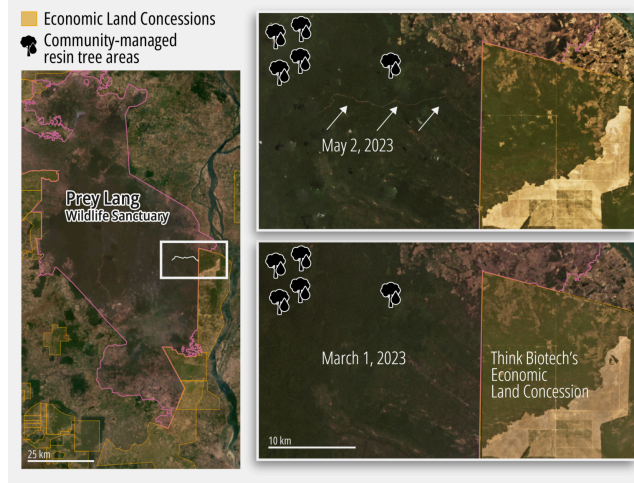 Economic Land Concessions
Community-managed
resin tree areas
Prey Lang
Wildlife Sanctuary
25 km
May 2, 2023
March 1, 2023
Think Biotech's
Economic
Land Concession
10 km